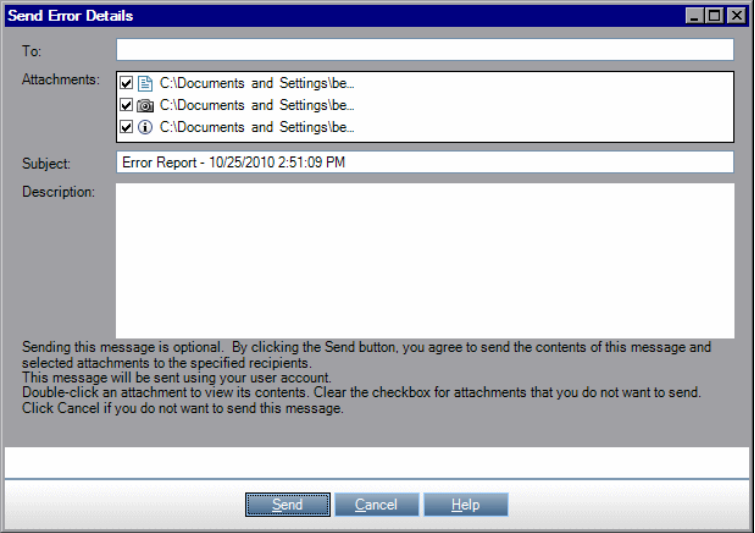 Send Error Details
To:
Attachments:
C:\Documents and Settings\be...
C:\Documents and Settings\be...
C:\Documents and Settings\be...
Subject:
Error Report - 10/25/2010 2:51:09 PM
Description:
Sending this message is optional.  By clicking the Send button, you agree to send the contents of this message and
selected attachments to the specified recipients.
This message will be sent using your user account.
Double-click an attachment to view its contents. Clear the checkbox for attachments that you do not want to send.
Click Cancel if you do not want to send this message.
Send
Cancel
Help